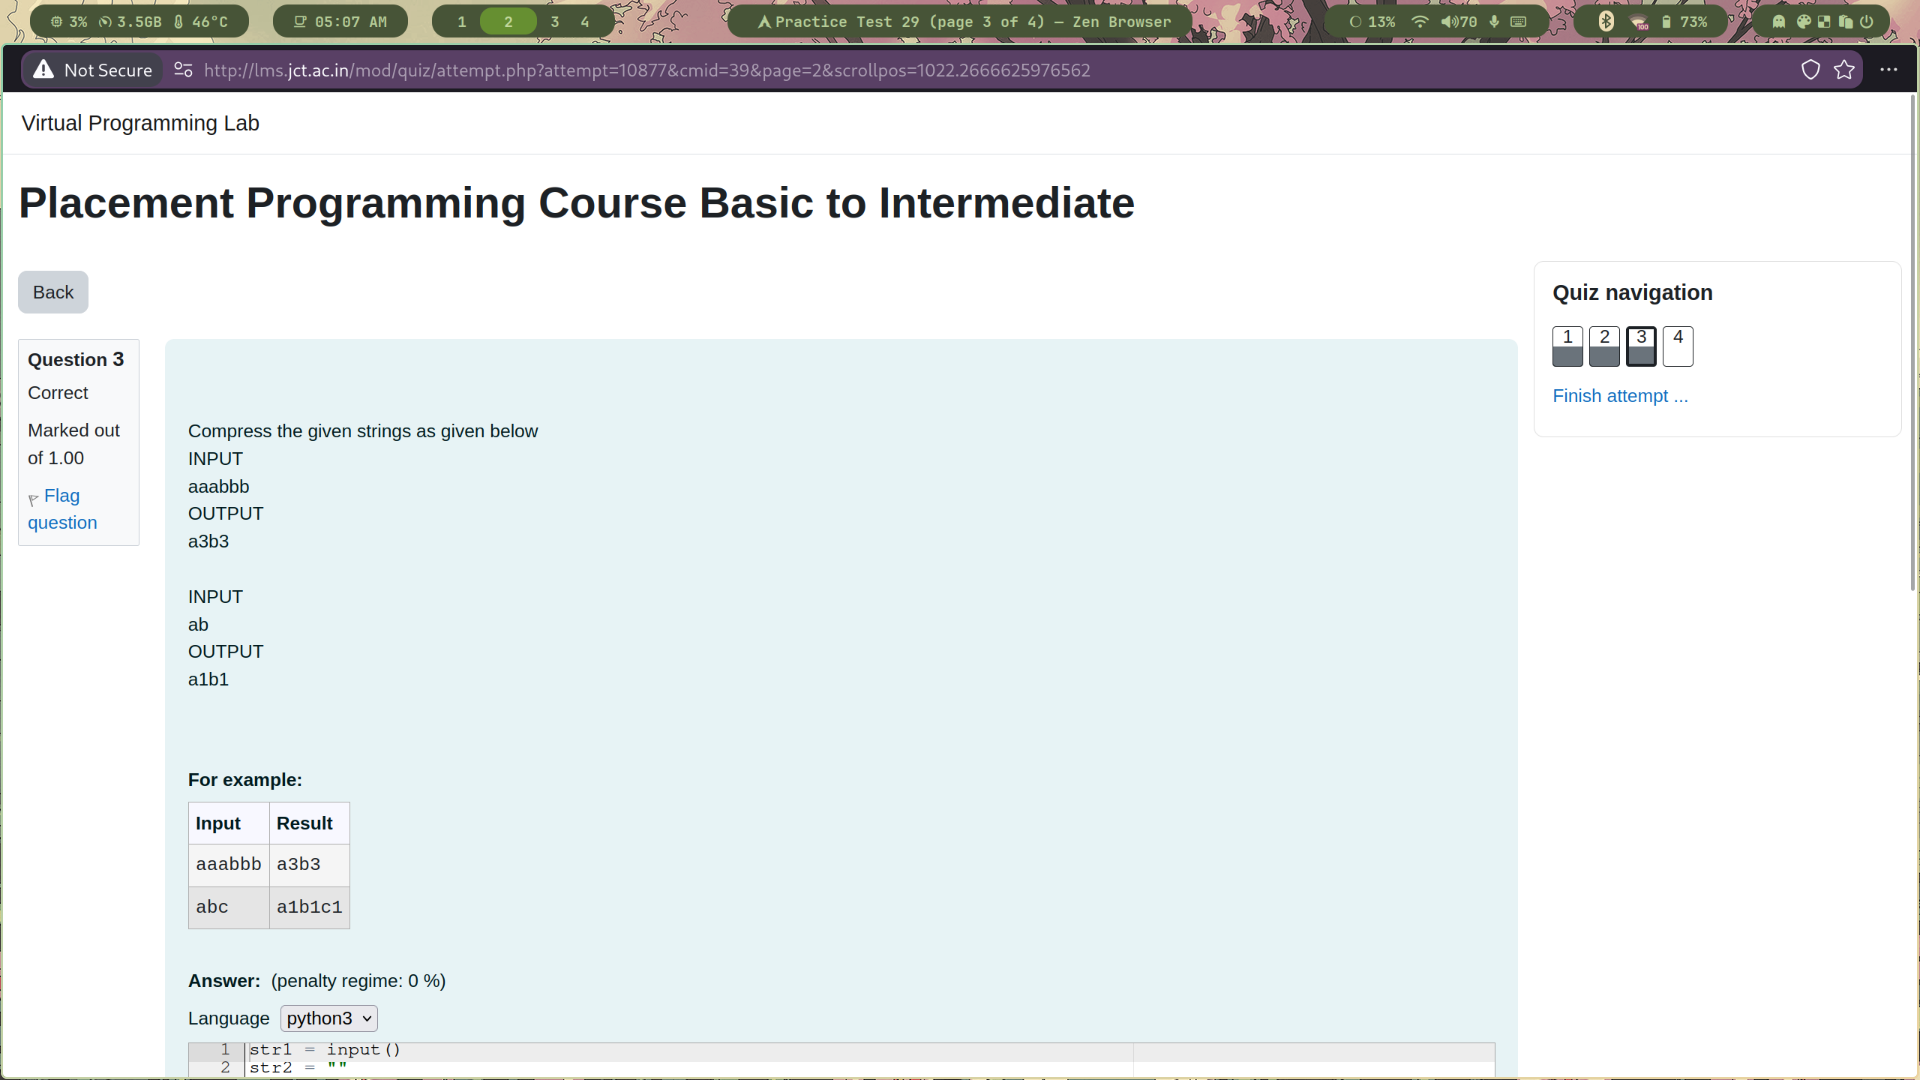 3% 3.5GB 46°C 05:07 AM 1 2 3 4 Practice Test 29 (page 3 of 4) — Zen Browser 13% 70 100 73%
Not Secure http://lms.jct.ac.in/mod/quiz/attempt.php?attempt=10877&cmid=39&page=2&scrollpos=1022.2666625976562
Virtual Programming Lab
Placement Programming Course Basic to Intermediate
Back
Question 3
Correct
Marked out
of 1.00
Flag
question
Compress the given strings as given below
INPUT
aaabbb
OUTPUT
a3b3
INPUT
ab
OUTPUT
a1b1
For example:
Input Result
aaabbb a3b3
abc a1b1c1
Answer: (penalty regime: 0 %)
Language python3
1 str1 = input()
2 str2 = ""
Quiz navigation
1 2 3 4
Finish attempt ...